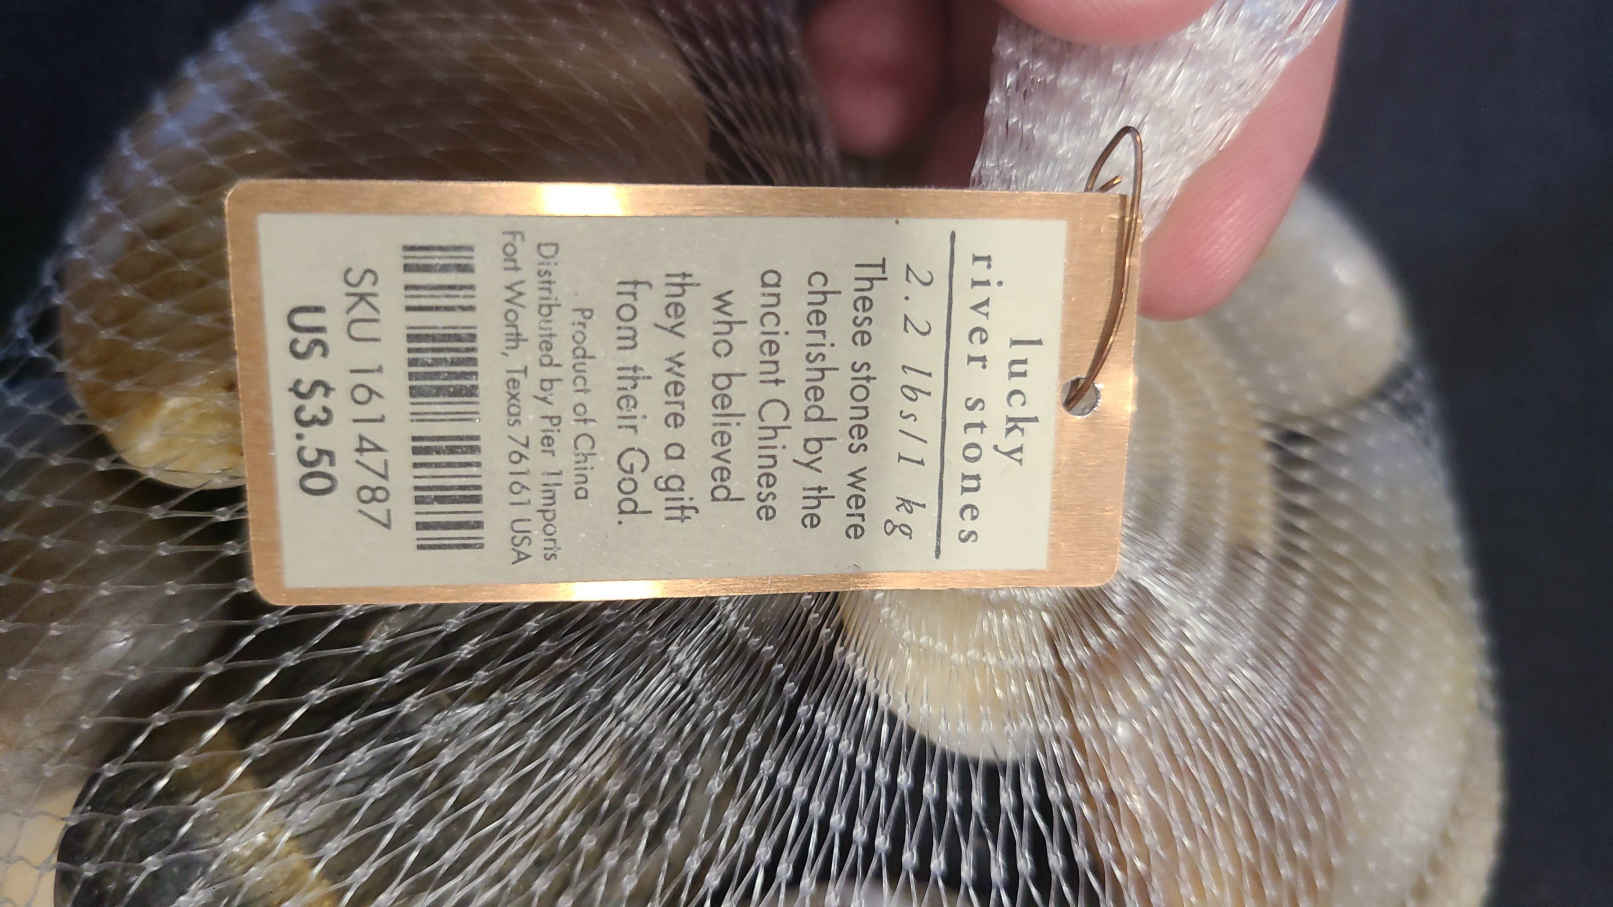 lucky
river stones
2.2 lbs/1 kg
These stones were
cherished by the
ancient Chinese
who believed
they were a gift
from their God.
Product of China
Distributed by Pier 1 Imports
Fort Worth, Texas 76161 USA
SKU 1614787
US $3.50